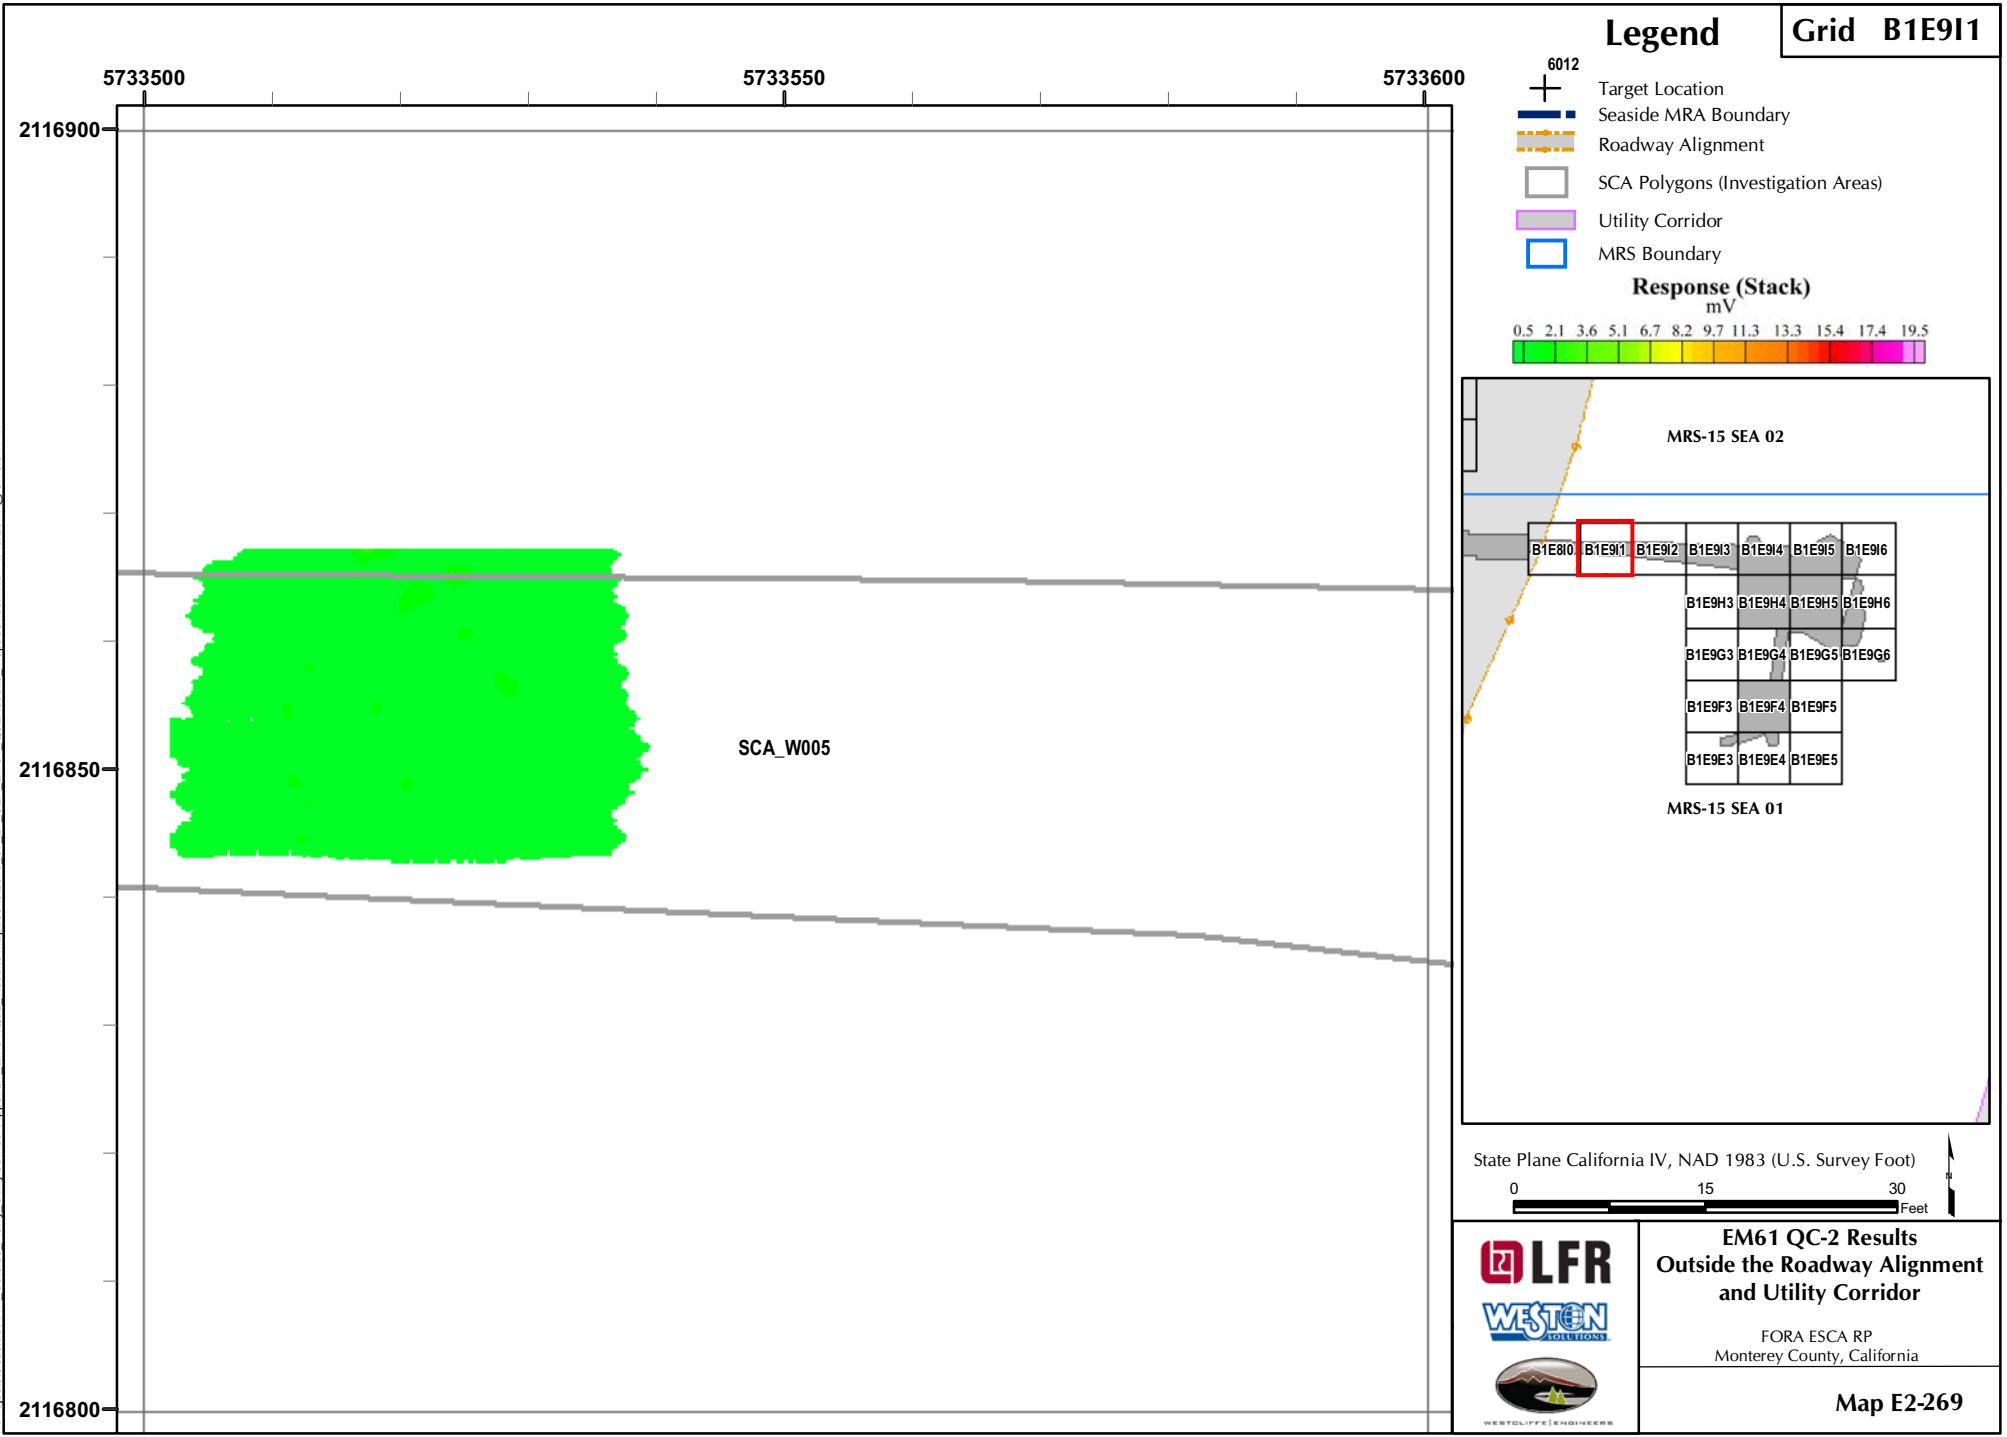 Legend
Grid B1E9I1
5733500 5733550 5733600
2116900
2116850
2116800
SCA_W005
6012
Target Location
Seaside MRA Boundary
Roadway Alignment
SCA Polygons (Investigation Areas)
Utility Corridor
MRS Boundary
Response (Stack)
mV
0.5 2.1 3.6 5.1 6.7 8.2 9.7 11.3 13.3 15.4 17.4 19.5
MRS-15 SEA 02
B1E8I0 B1E9I1 B1E9I2 B1E9I3 B1E9I4 B1E9I5 B1E9I6
B1E9H3 B1E9H4 B1E9H5 B1E9H6
B1E9G3 B1E9G4 B1E9G5 B1E9G6
B1E9F3 B1E9F4 B1E9F5
B1E9E3 B1E9E4 B1E9E5
MRS-15 SEA 01
State Plane California IV, NAD 1983 (U.S. Survey Foot)
0 15 30
Feet
N
LFR
WESTON
SOLUTIONS
WESTCLIFFE ENGINEERS
EM61 QC-2 Results
Outside the Roadway Alignment
and Utility Corridor
FORA ESCA RP
Monterey County, California
Map E2-269